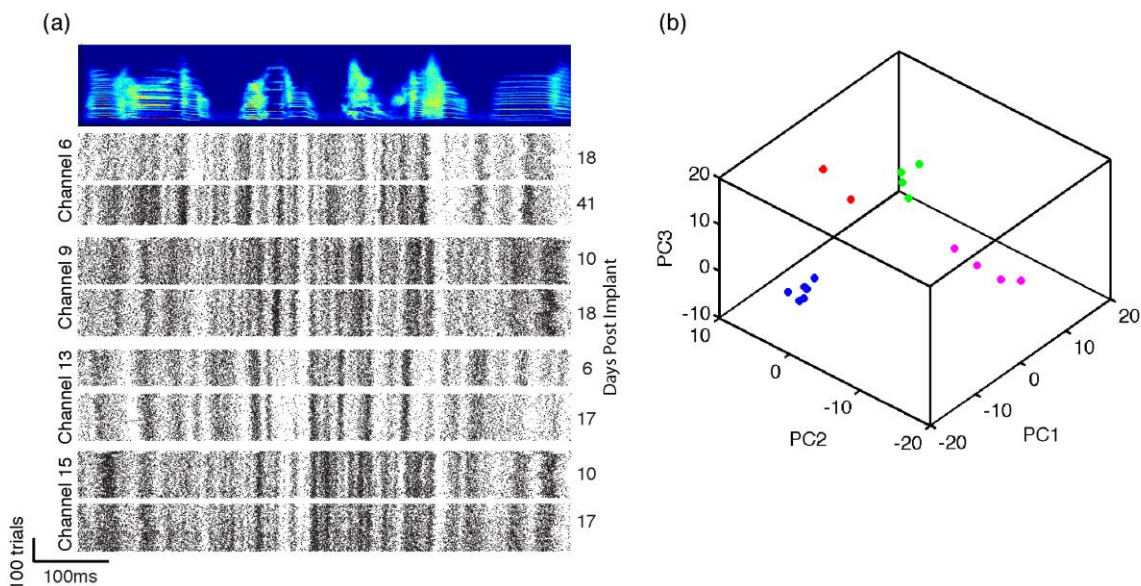 (a)
Channel 6
18
41
Channel 9
10
18
Channel 13
6
17
Channel 15
10
17
Days Post Implant
100 trials
100ms
(b)
20
10
0
-10
PC3
10
0
-10
-20
PC2
-20
-10
0
10
20
PC1